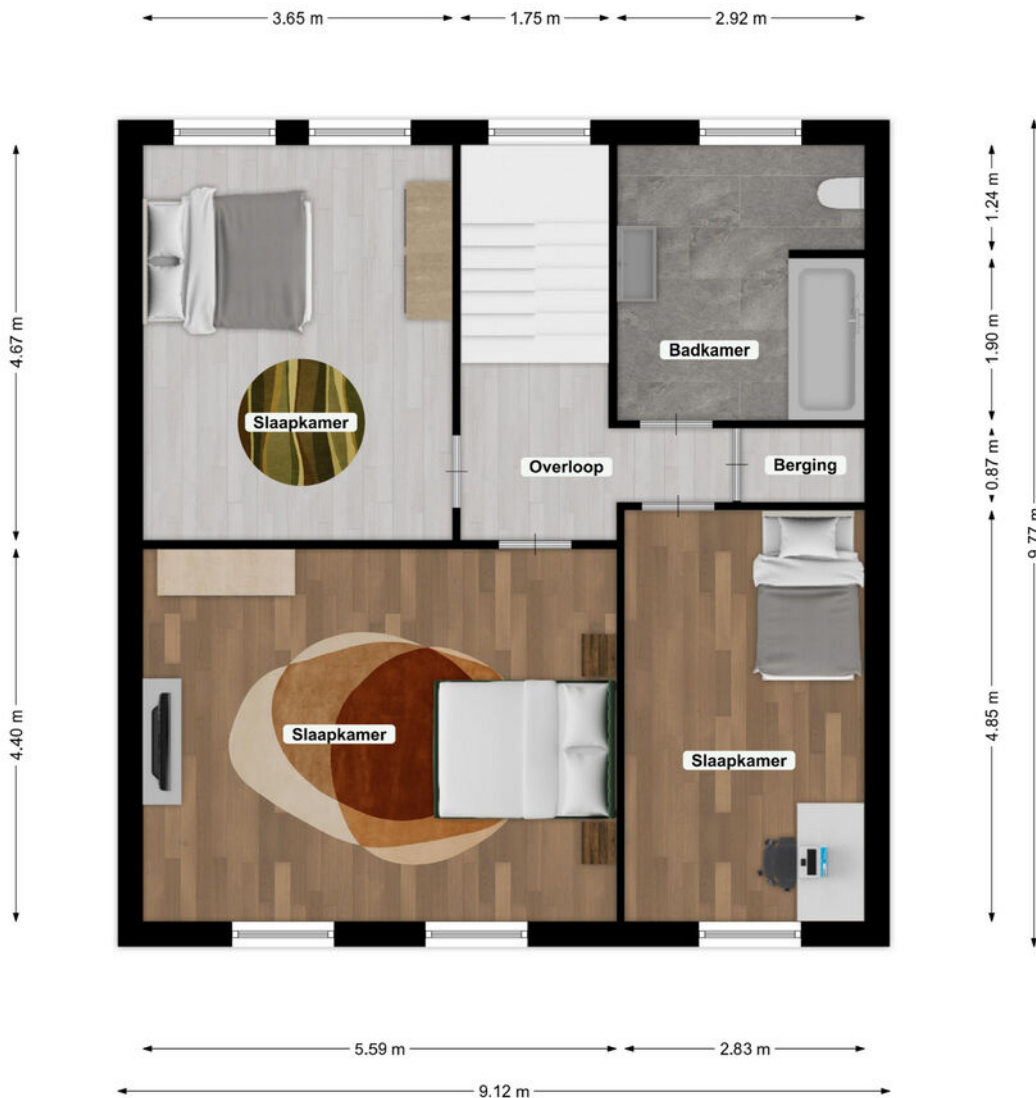 3.65 m
1.75 m
2.92 m
1.24 m
4.67 m
1.90 m
Badkamer
Slaapkamer
Overloop
Berging
0.87 m
9.77 m
4.40 m
Slaapkamer
Slaapkamer
4.85 m
5.59 m
2.83 m
9.12 m